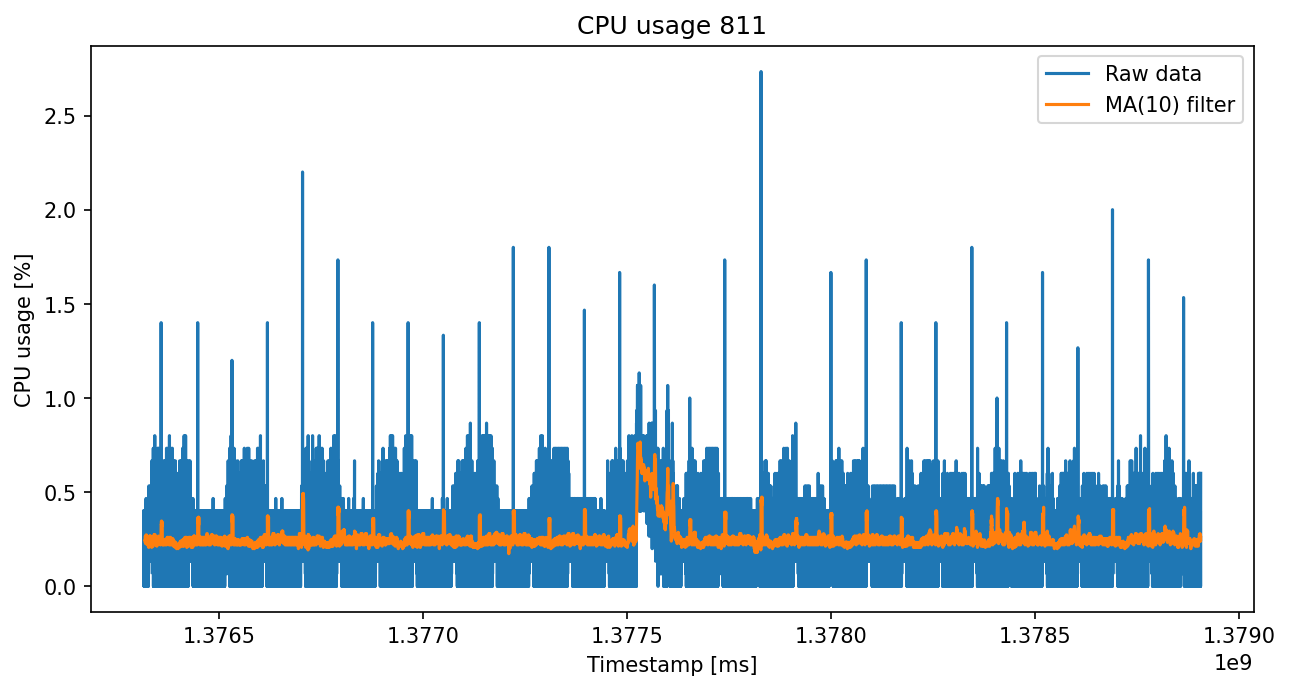 CPU usage 811
Raw data
MA(10) filter
CPU usage [%]
2.5
2.0
1.5
1.0
0.5
0.0
1.3765 1.3770 1.3775 1.3780 1.3785 1.3790
1e9
Timestamp [ms]